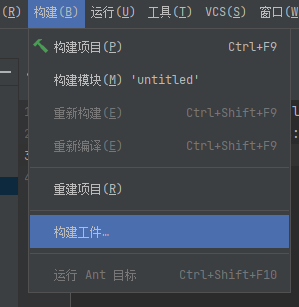 (R) 构建(B) 运行(U) 工具(T) VCS(S) 窗口(W
构建项目(P) Ctrl+F9
构建模块(M) 'untitled'
重新构建(E) Ctrl+Shift+F9
重新编译(E) Ctrl+Shift+F9
重建项目(R)
构建工件…
运行 Ant 目标 Ctrl+Shift+F10